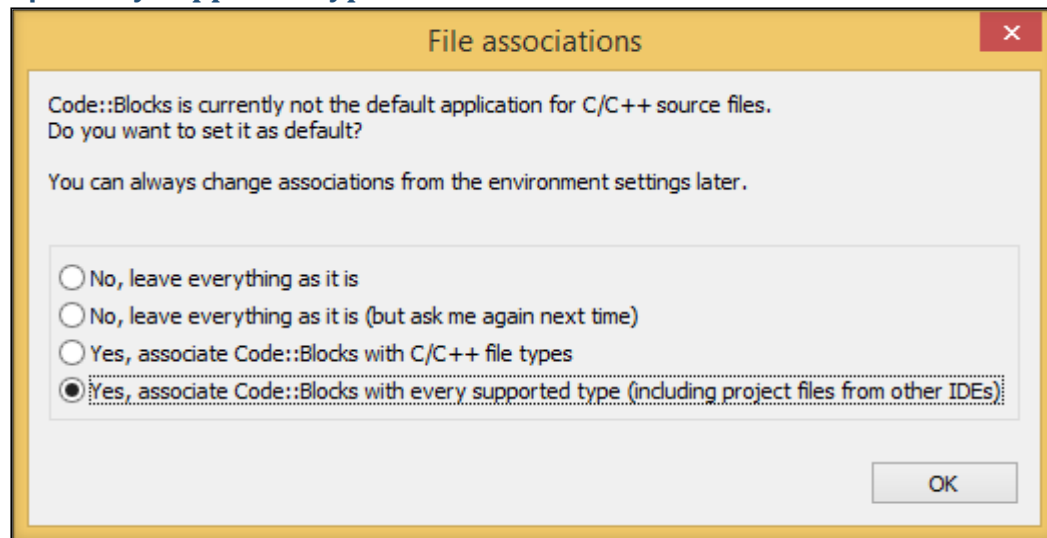 File associations
Code::Blocks is currently not the default application for C/C++ source files.
Do you want to set it as default?
You can always change associations from the environment settings later.
No, leave everything as it is
No, leave everything as it is (but ask me again next time)
Yes, associate Code::Blocks with C/C++ file types
Yes, associate Code::Blocks with every supported type (including project files from other IDEs)
OK